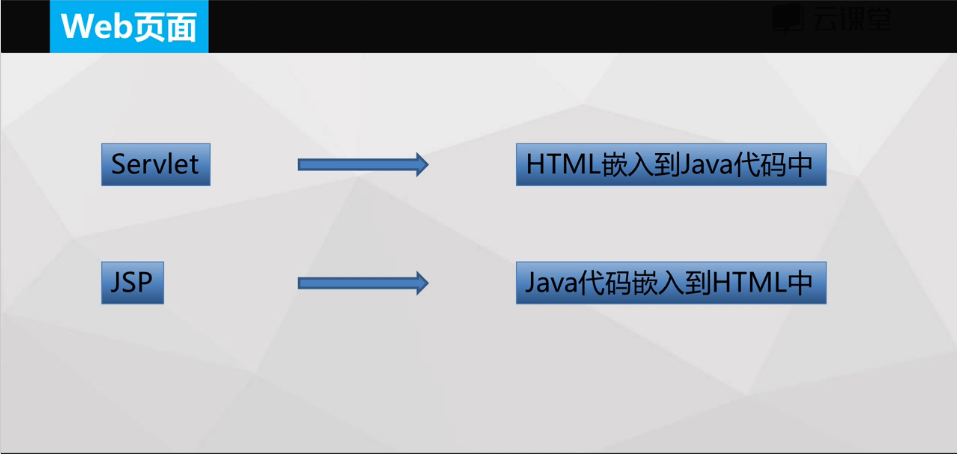 Web页面
云课堂
Servlet
HTML嵌入到Java代码中
JSP
Java代码嵌入到HTML中